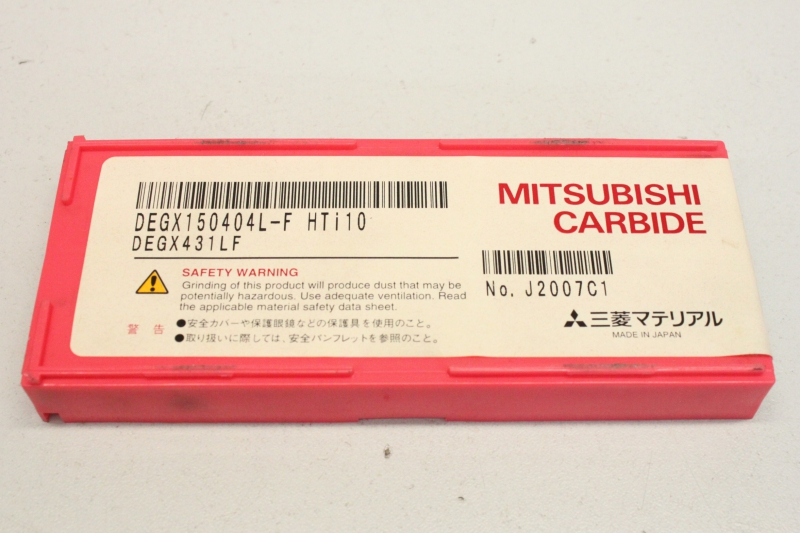 DEGX150404L-F HTi10
DEGX431LF
SAFETY WARNING
Grinding of this product will produce dust that may be
potentially hazardous. Use adequate ventilation. Read
the applicable material safety data sheet.
警告
●安全カバーや保護眼鏡などの保護具を使用のこと。
●取り扱いに際しては、安全パンフレットを参照のこと。
MITSUBISHI
CARBIDE
No. J2007C1
三菱マテリアル
MADE IN JAPAN